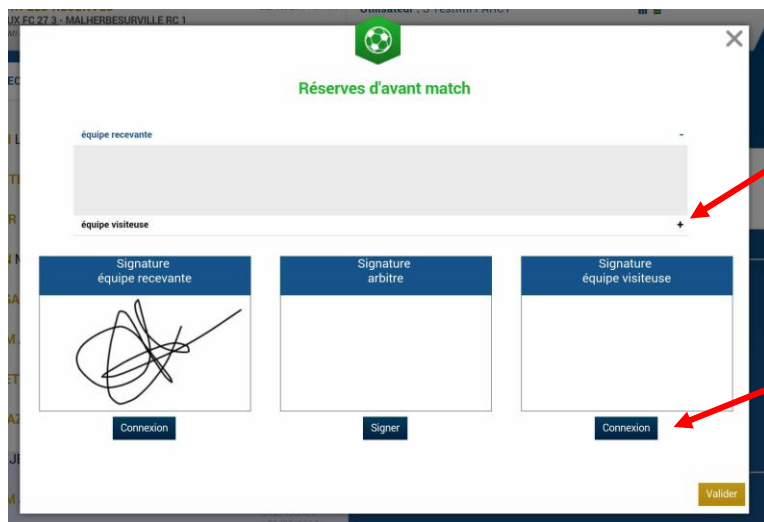 UX FC 27 3 - MALHERBESURVILLE RC 1
Réserves d'avant match
équipe recevante
-
équipe visiteuse
+
Signature
équipe recevante
Signature
arbitre
Signature
équipe visiteuse
Connexion
Signer
Connexion
Valider